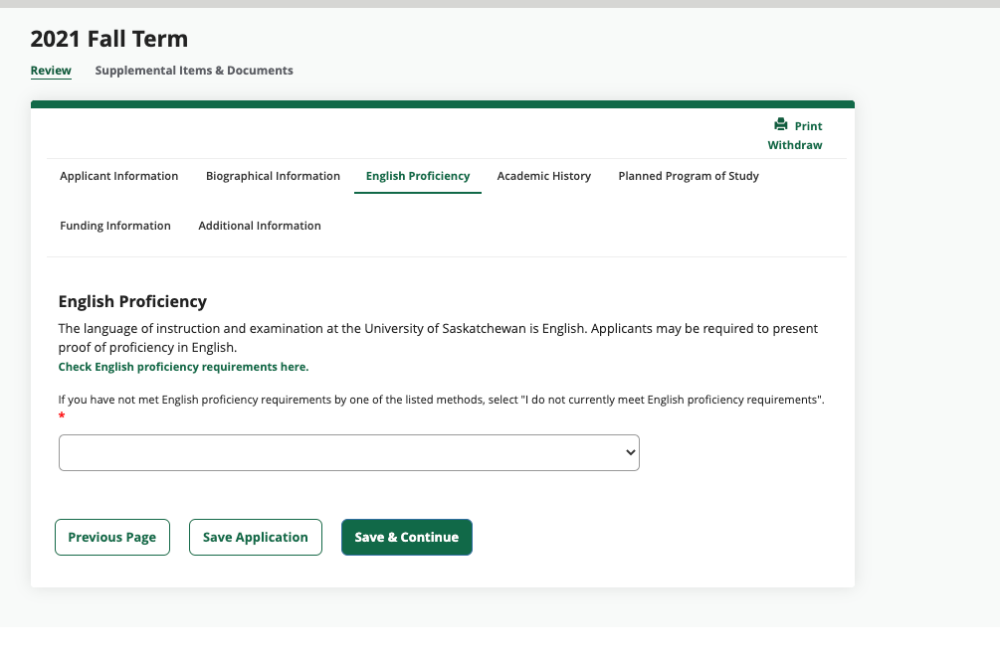 2021 Fall Term
Review Supplemental Items & Documents
Print
Withdraw
Applicant Information Biographical Information English Proficiency Academic History Planned Program of Study
Funding Information Additional Information
English Proficiency
The language of instruction and examination at the University of Saskatchewan is English. Applicants may be required to present
proof of proficiency in English.
Check English proficiency requirements here.
If you have not met English proficiency requirements by one of the listed methods, select "I do not currently meet English proficiency requirements".
*
Previous Page Save Application Save & Continue